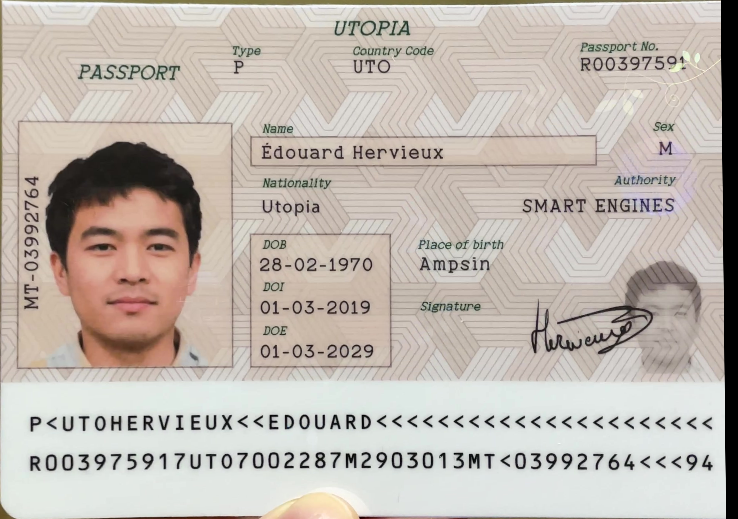 UTOPIA
PASSPORT
Type
P
Country Code
UTO
Passport No.
R00397591
Name
Édouard Hervieux
Sex
M
Nationality
Utopia
Authority
SMART ENGINES
MT-03992764
DOB
28-02-1970
Place of birth
Ampsin
DOI
01-03-2019
Signature
Hervieux
DOE
01-03-2029
P<UTOHERVIEUX<<EDOUARD<<<<<<<<<<<<<<<<<<<<<<
R003975917UTO7002287M2903013MT<03992764<<<94